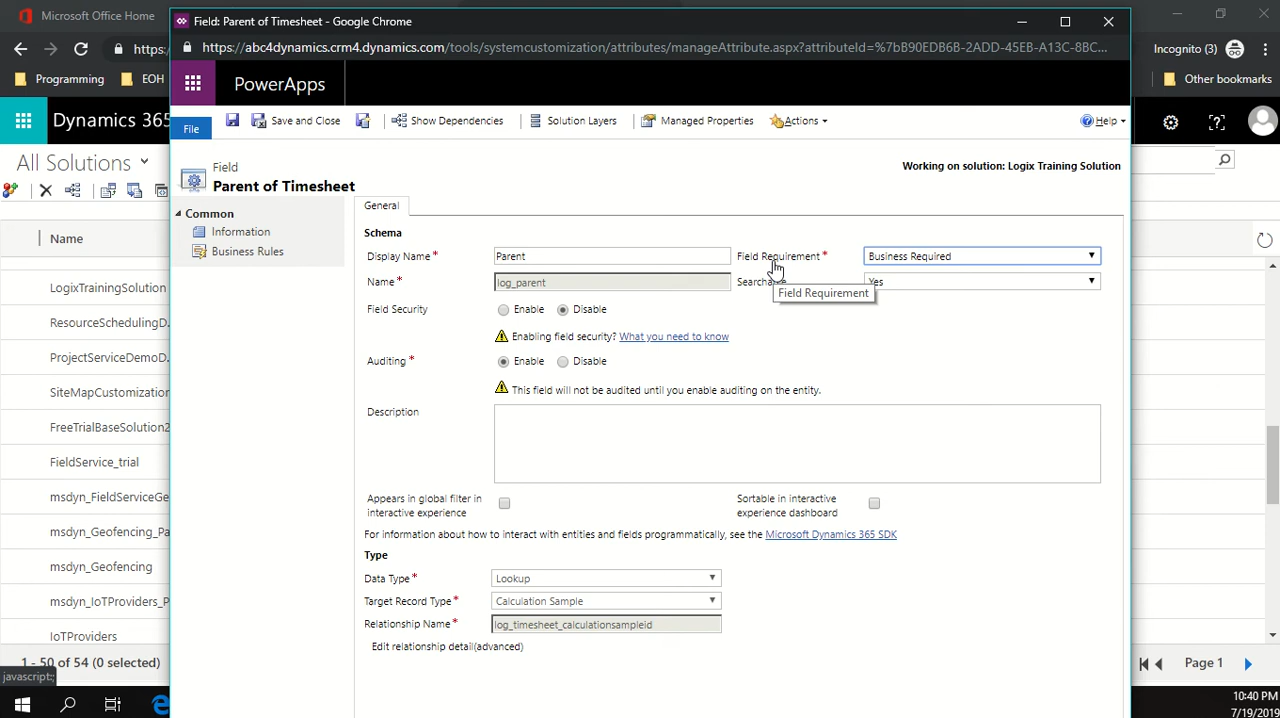 Microsoft Office Home
Field: Parent of Timesheet - Google Chrome
https:
https://abc4dynamics.crm4.dynamics.com/tools/systemcustomization/attributes/manageAttribute.aspx?attributeId=%7bB90EDB6B-2ADD-45EB-A13C-8BC...
Incognito (3)
Programming
EOH
PowerApps
Other bookmarks
Dynamics 365
File
Save and Close
Show Dependencies
Solution Layers
Managed Properties
Actions
Help
All Solutions
Field
Parent of Timesheet
Working on solution: Logix Training Solution
Common
Information
Business Rules
General
Schema
Display Name*
Parent
Field Requirement*
Business Required
Name*
log_parent
Searchable
Yes
Field Requirement
Field Security
Enable
Disable
Enabling field security? What you need to know
Auditing*
Enable
Disable
This field will not be audited until you enable auditing on the entity.
Description
Appears in global filter in
interactive experience
Sortable in interactive
experience dashboard
For information about how to interact with entities and fields programmatically, see the Microsoft Dynamics 365 SDK
Type
Data Type*
Lookup
Target Record Type*
Calculation Sample
Relationship Name*
log_timesheet_calculationsampleid
Edit relationship detail(advanced)
Name
LogixTrainingSolution
ResourceSchedulingD
ProjectServiceDemoD
SiteMapCustomization
FreeTrialBaseSolution2
FieldService_trial
msdyn_FieldServiceGe
msdyn_Geofencing_Pa
msdyn_Geofencing
msdyn_IoTProviders_P
IoTProviders
1 - 50 of 54 (0 selected)
Page 1
javascript:;
10:40 PM
7/19/2019